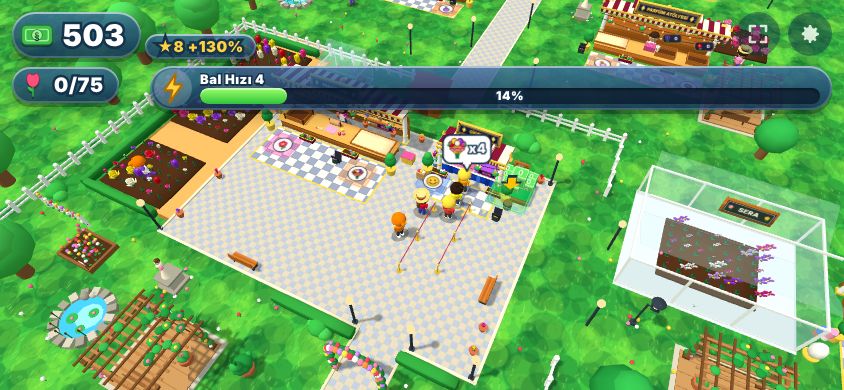 503
★8 +130%
0/75
Bal Hızı 4
14%
PARFÜM ATÖLYESİ
x4
SERA